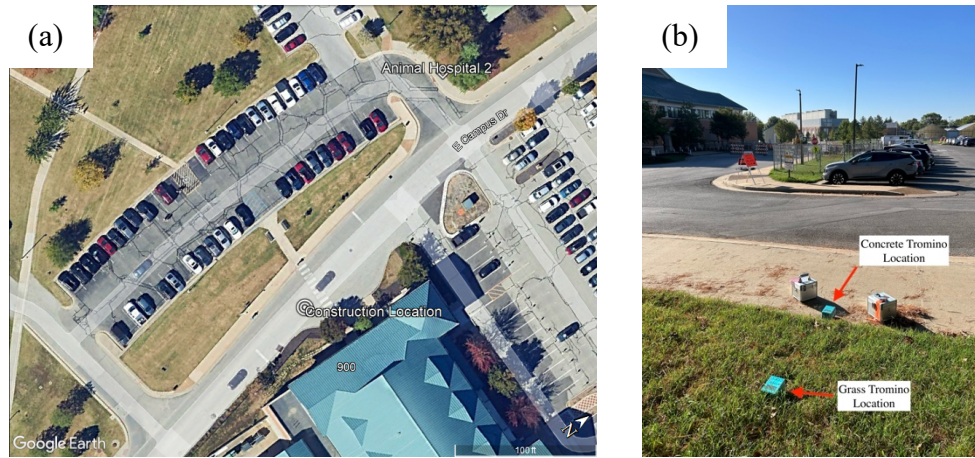 (a)
Animal Hospital 2
E Campus Dr
Construction Location
900
Google Earth
100 ft
N
(b)
Concrete Tromino
Location
Grass Tromino
Location